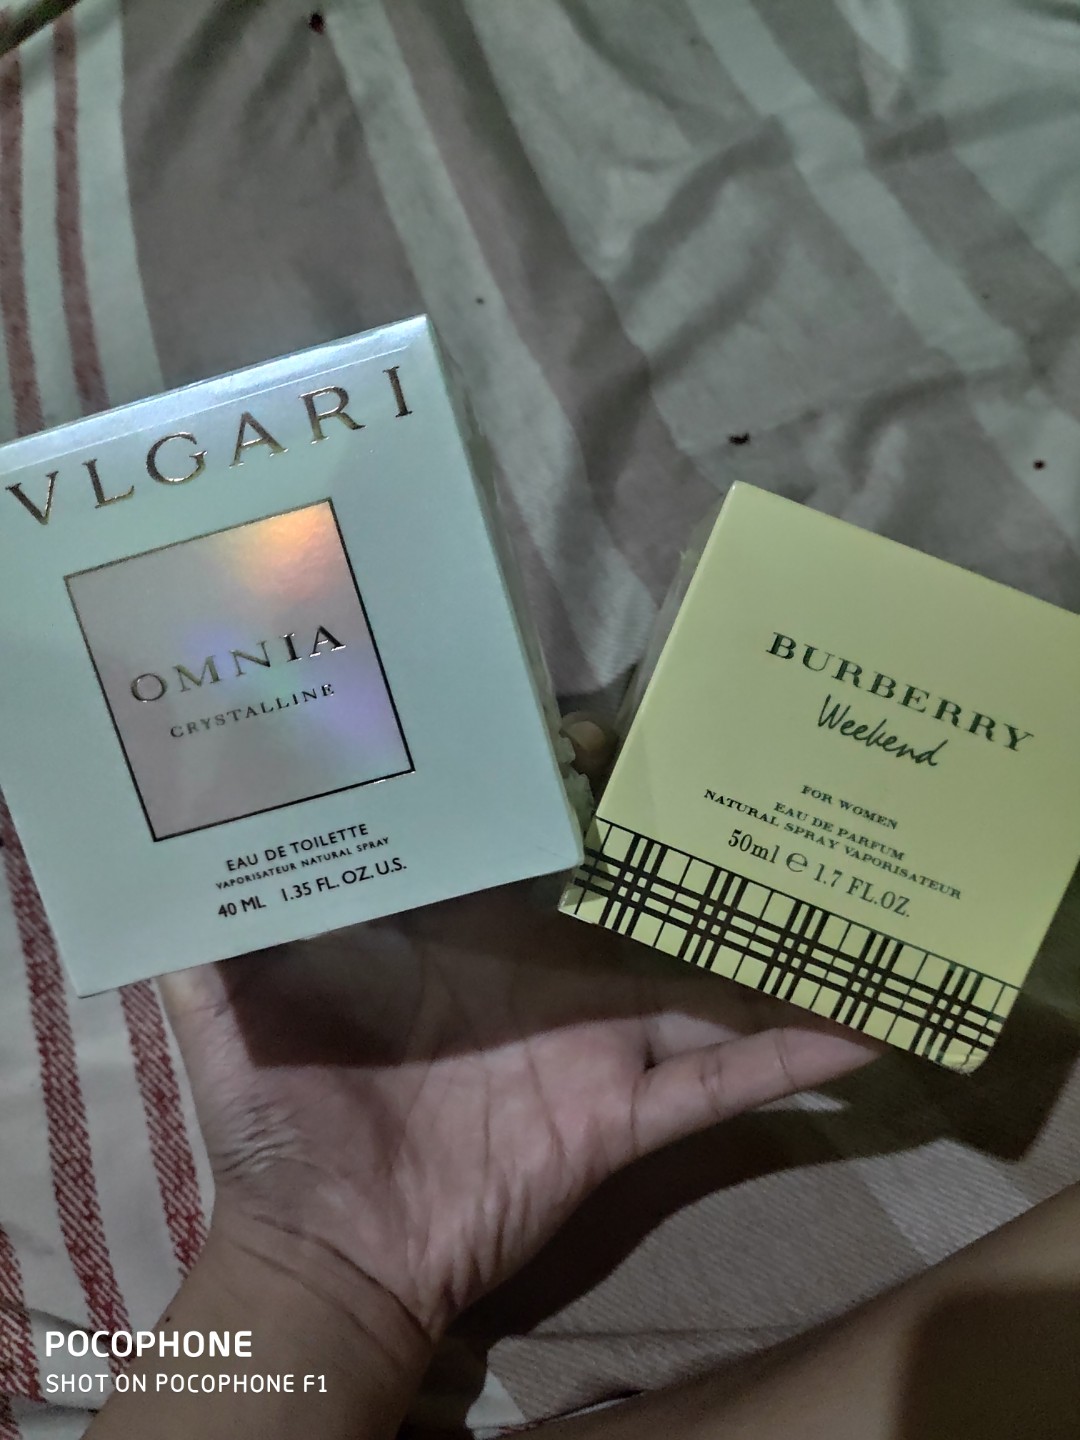 VLGARI
OMNIA
CRYSTALLINE
EAU DE TOILETTE
VAPORISATEUR NATURAL SPRAY
40 ML 1.35 FL. OZ. U.S.
BURBERRY
Weekend
FOR WOMEN
EAU DE PARFUM
NATURAL SPRAY VAPORISATEUR
50ml ℮ 1.7 FL.OZ.
POCOPHONE
SHOT ON POCOPHONE F1